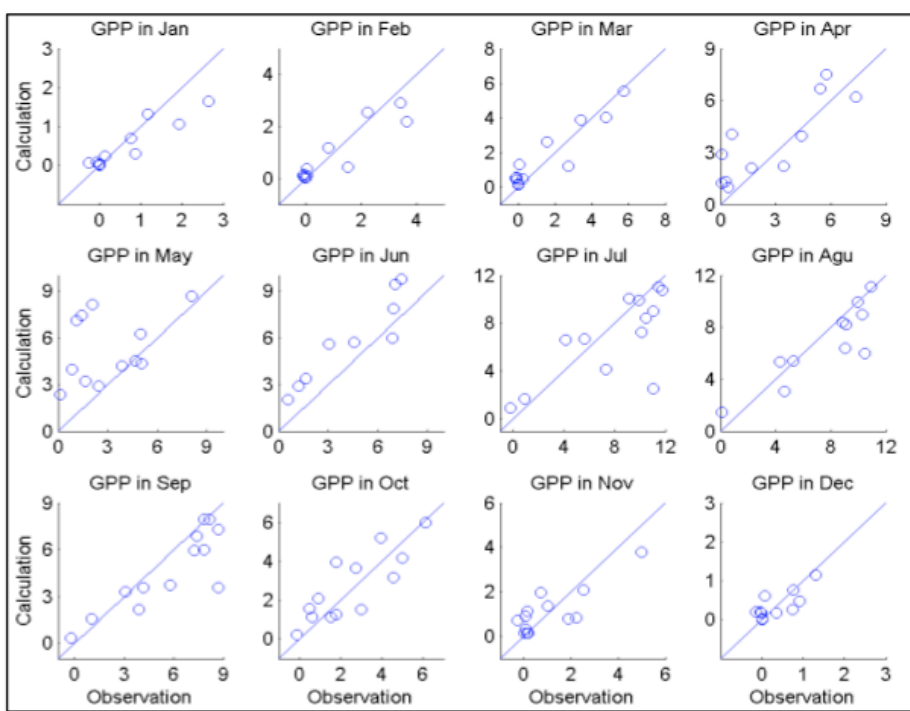 GPP in Jan
GPP in Feb
GPP in Mar
GPP in Apr
3
2
1
0
0 1 2 3
4
2
0
0 2 4
8
6
4
2
0
0 2 4 6 8
9
6
3
0
0 3 6 9
Calculation
GPP in May
GPP in Jun
GPP in Jul
GPP in Agu
9
6
3
0
0 3 6 9
9
6
3
0
0 3 6 9
12
8
4
0
0 4 8 12
12
8
4
0
0 4 8 12
Calculation
GPP in Sep
GPP in Oct
GPP in Nov
GPP in Dec
9
6
3
0
0 3 6 9
6
4
2
0
0 2 4 6
6
4
2
0
0 2 4 6
3
2
1
0
0 1 2 3
Calculation
Observation
Observation
Observation
Observation